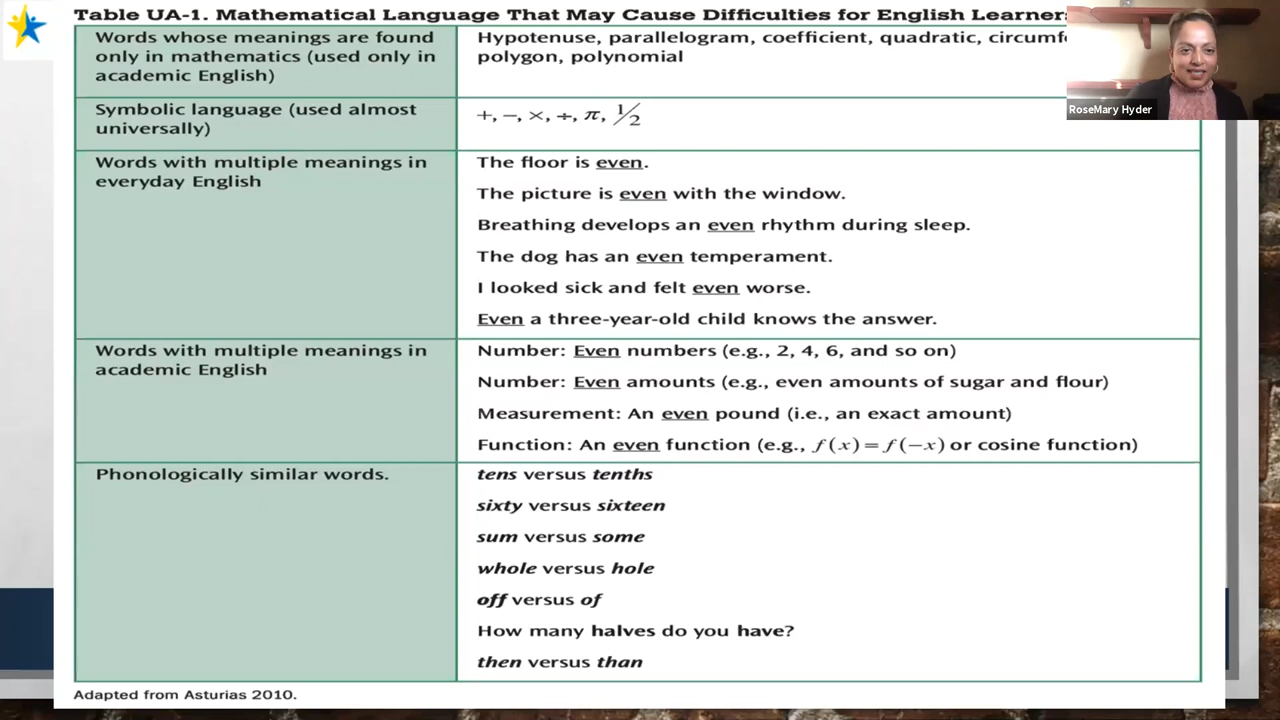 Table UA-1. Mathematical Language That May Cause Difficulties for English Learner
Words whose meanings are found
only in mathematics (used only in
academic English)
Hypotenuse, parallelogram, coefficient, quadratic, circumfe
polygon, polynomial
RoseMary Hyder
Symbolic language (used almost
universally)
+, −, ×, ÷, π, 1/2
Words with multiple meanings in
everyday English
The floor is even.
The picture is even with the window.
Breathing develops an even rhythm during sleep.
The dog has an even temperament.
I looked sick and felt even worse.
Even a three-year-old child knows the answer.
Words with multiple meanings in
academic English
Number: Even numbers (e.g., 2, 4, 6, and so on)
Number: Even amounts (e.g., even amounts of sugar and flour)
Measurement: An even pound (i.e., an exact amount)
Function: An even function (e.g., f(x)=f(−x) or cosine function)
Phonologically similar words.
tens versus tenths
sixty versus sixteen
sum versus some
whole versus hole
off versus of
How many halves do you have?
then versus than
Adapted from Asturias 2010.